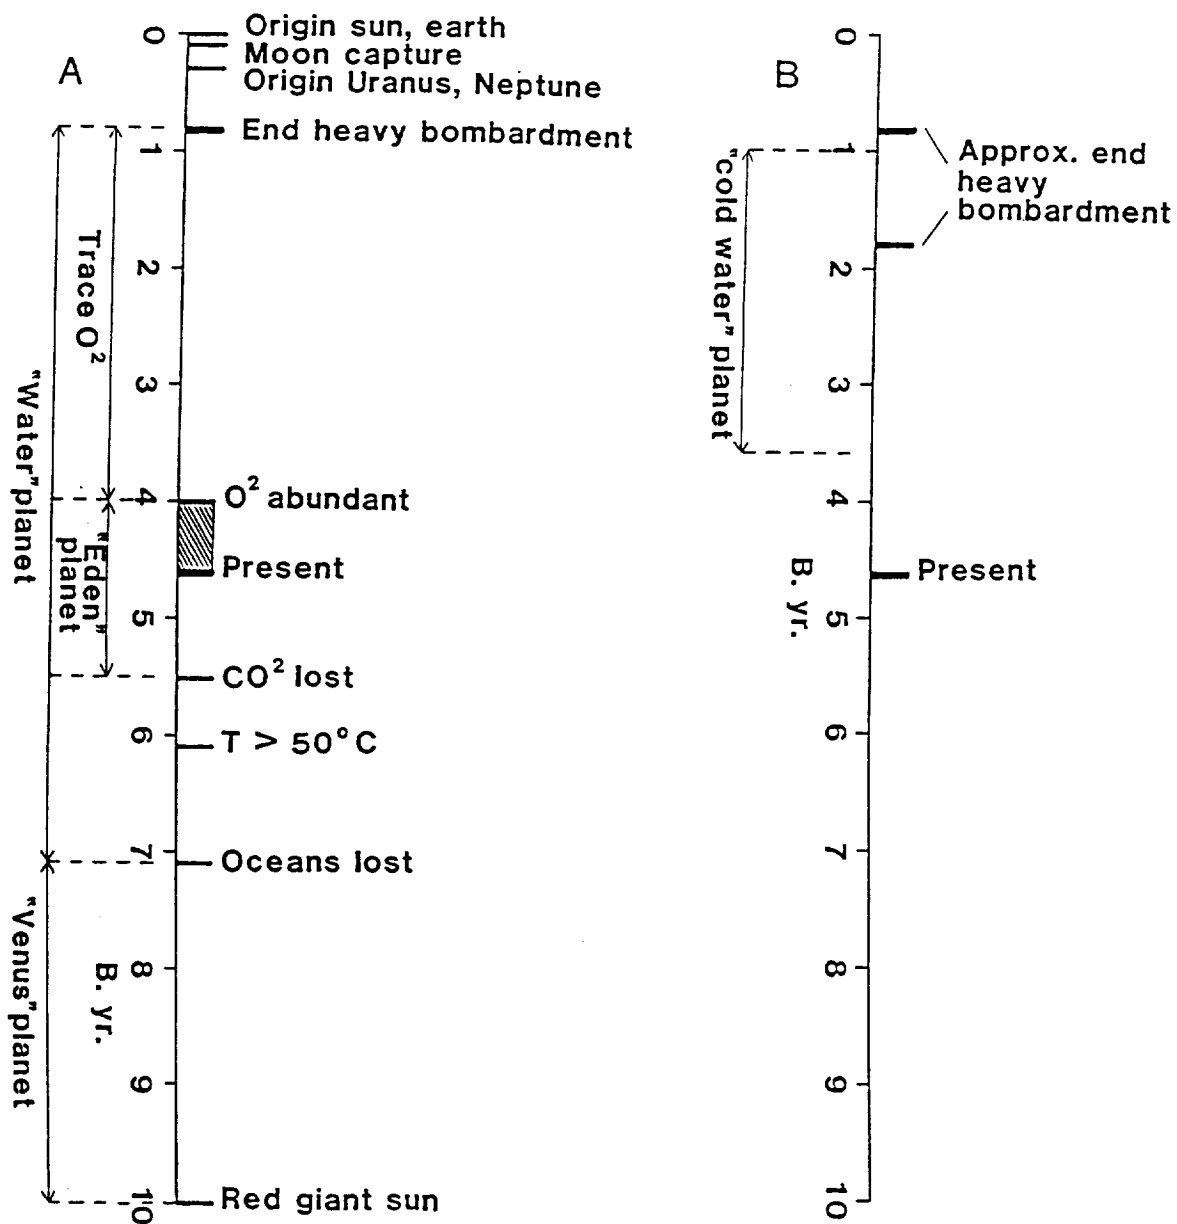 A
0
Origin sun, earth
Moon capture
Origin Uranus, Neptune
End heavy bombardment
1
2
3
4
O² abundant
Present
5
CO² lost
6
T > 50°C
7
Oceans lost
8
9
10
Red giant sun
B. yr.
Trace O²
"Eden"
planet
"Water" planet
"Venus" planet
B
0
1
Approx. end
heavy
bombardment
2
3
4
Present
5
6
7
8
9
10
B. yr.
"cold water" planet